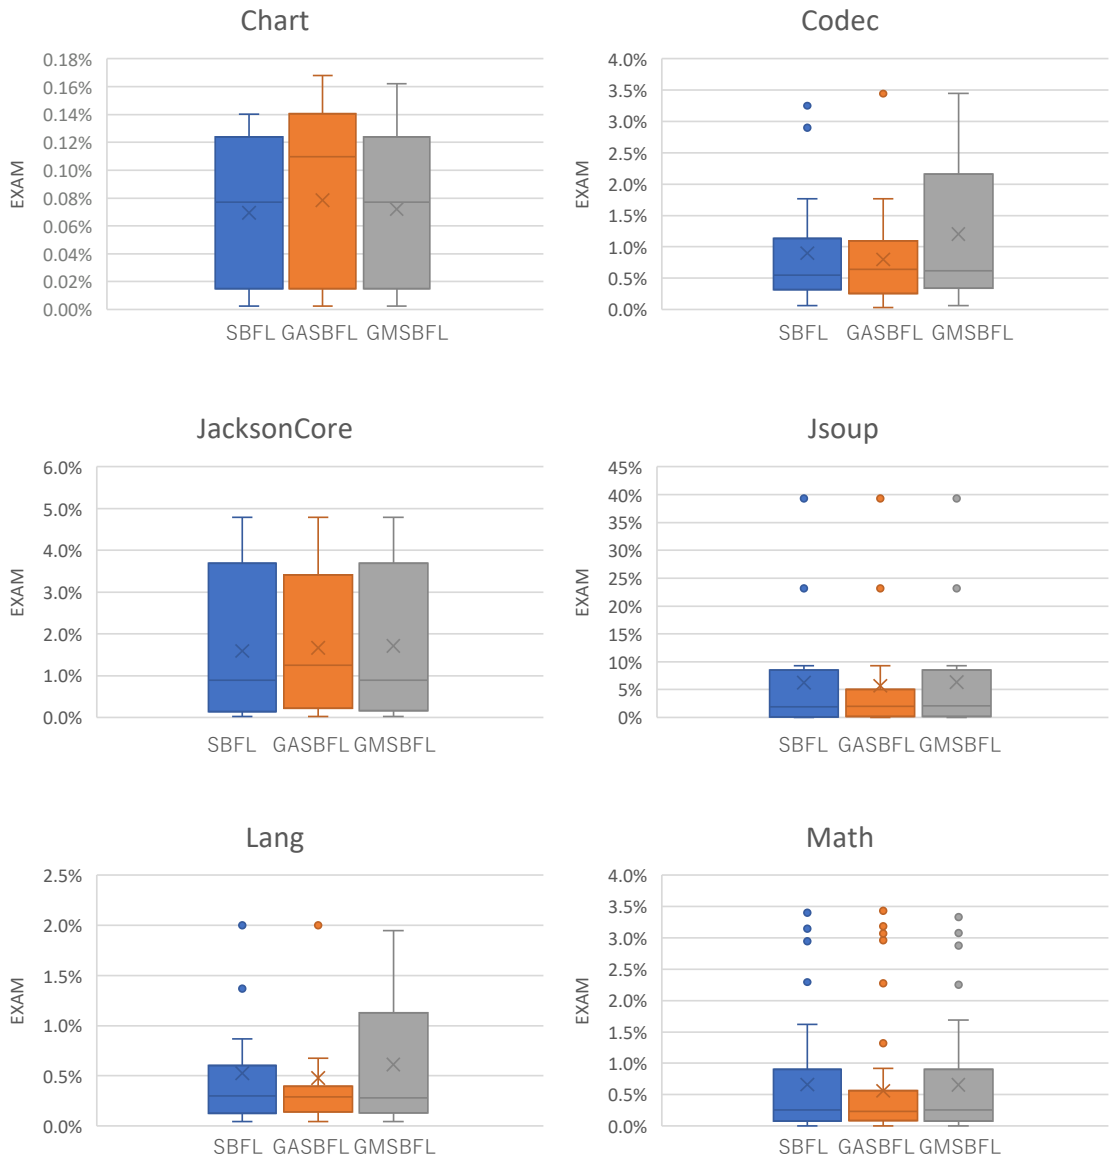 Chart
0.18%
0.16%
0.14%
0.12%
0.10%
0.08%
0.06%
0.04%
0.02%
0.00%
EXAM
SBFL GASBFL GMSBFL
Codec
4.0%
3.5%
3.0%
2.5%
2.0%
1.5%
1.0%
0.5%
0.0%
EXAM
SBFL GASBFL GMSBFL
JacksonCore
6.0%
5.0%
4.0%
3.0%
2.0%
1.0%
0.0%
EXAM
SBFL GASBFL GMSBFL
Jsoup
45%
40%
35%
30%
25%
20%
15%
10%
5%
0%
EXAM
SBFL GASBFL GMSBFL
Lang
2.5%
2.0%
1.5%
1.0%
0.5%
0.0%
EXAM
SBFL GASBFL GMSBFL
Math
4.0%
3.5%
3.0%
2.5%
2.0%
1.5%
1.0%
0.5%
0.0%
EXAM
SBFL GASBFL GMSBFL